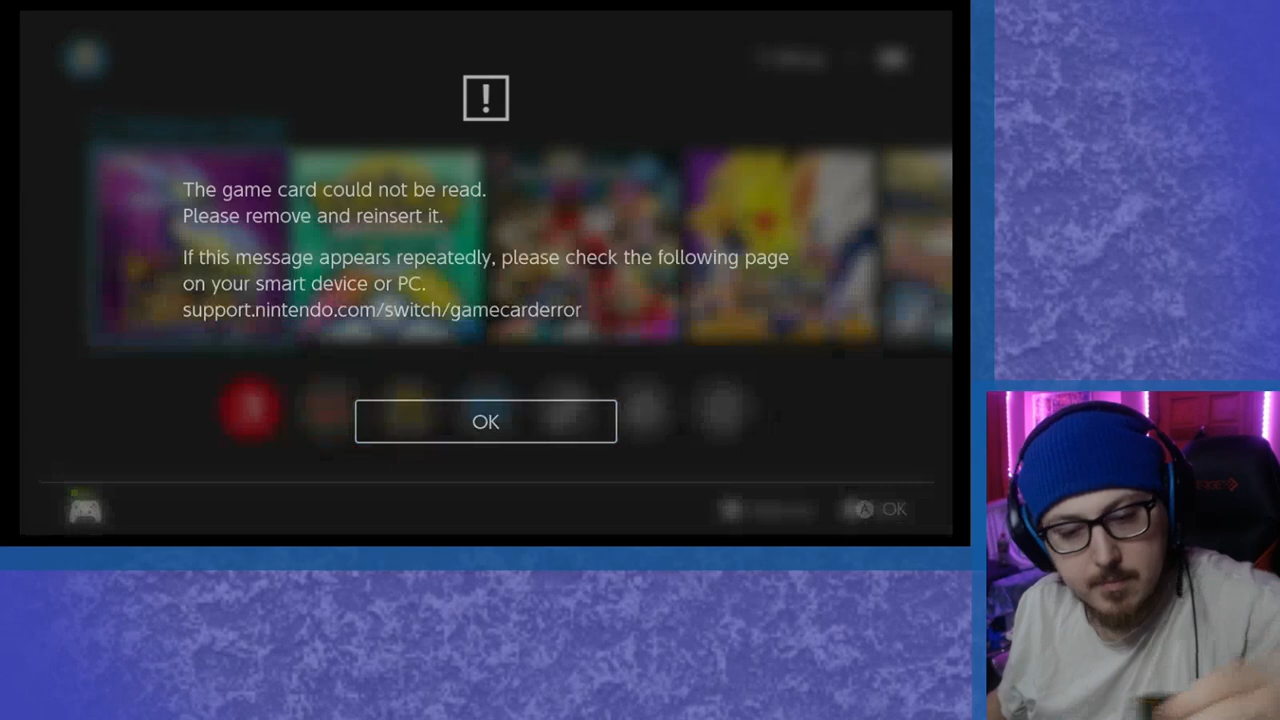 The game card could not be read.
Please remove and reinsert it.
If this message appears repeatedly, please check the following page
on your smart device or PC.
support.nintendo.com/switch/gamecarderror
OK
A OK